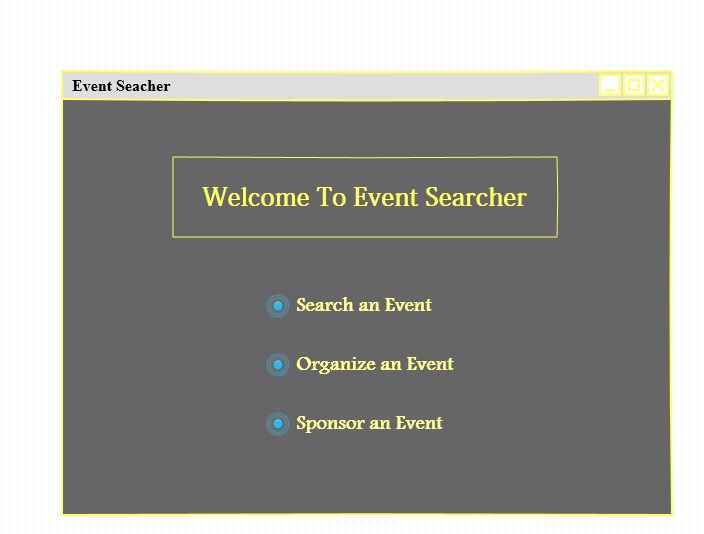 Event Seacher
Welcome To Event Searcher
Search an Event
Organize an Event
Sponsor an Event